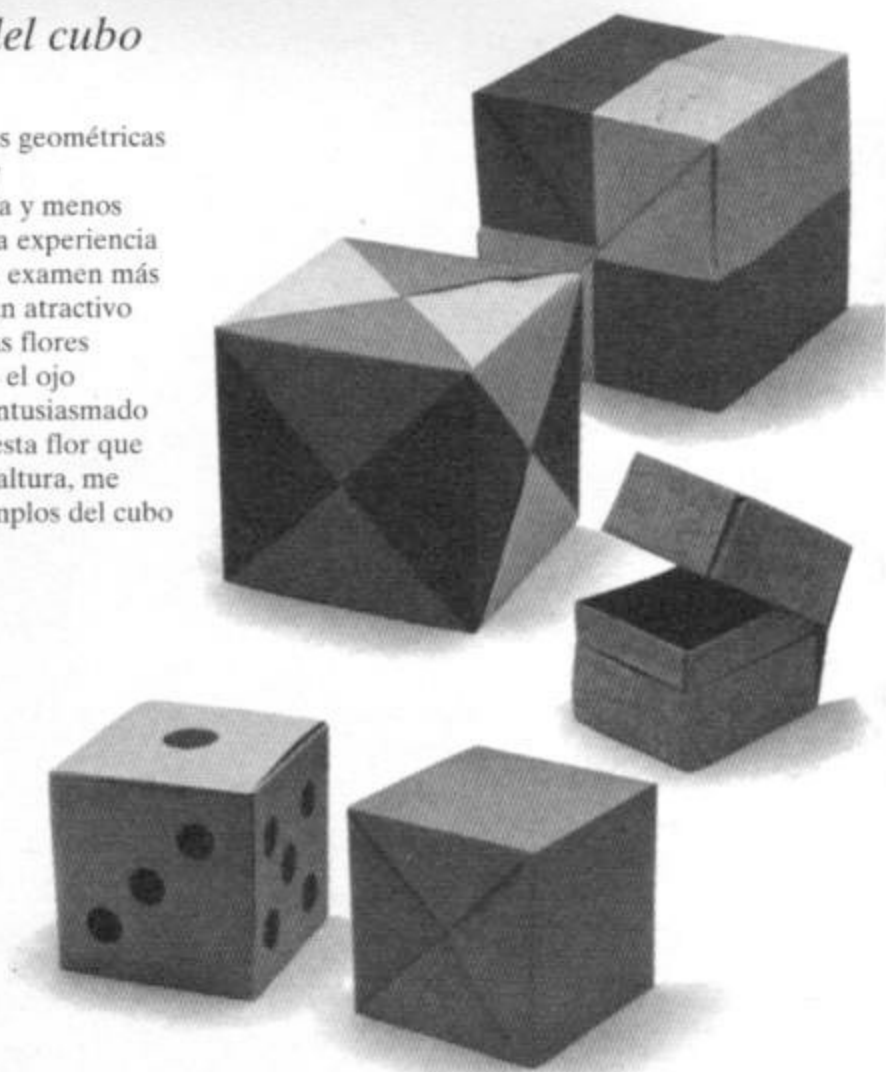 del cubo
s geométricas
a y menos
a experiencia
examen más
n atractivo
s flores
el ojo
ntusiasmado
esta flor que
altura, me
nplos del cubo